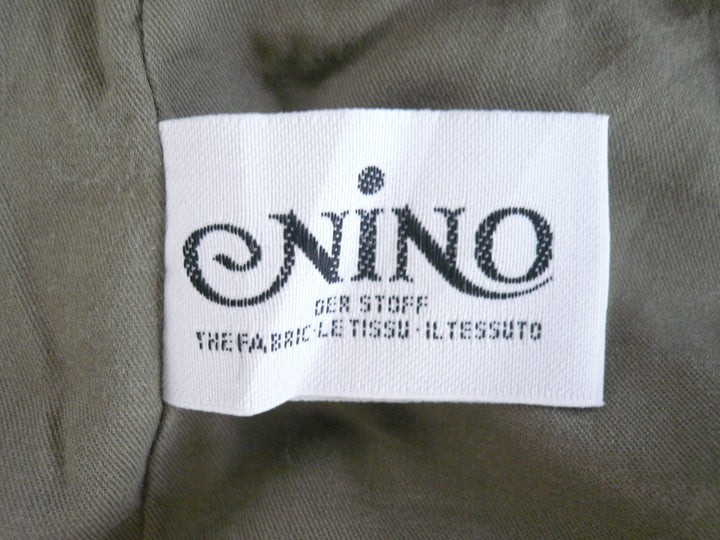 NiNO
DER STOFF
THE FABRIC·LE TISSU·IL TESSUTO